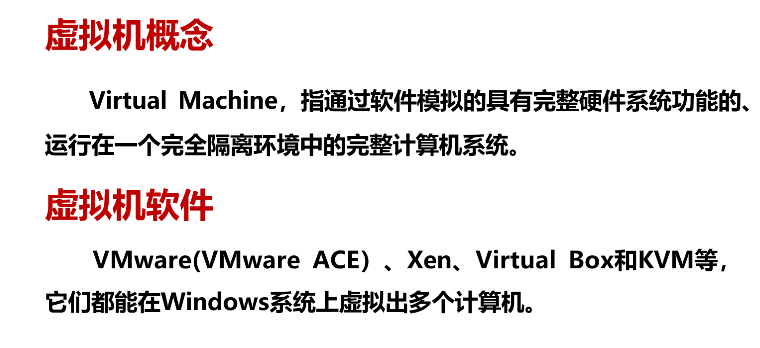 虚拟机概念
Virtual Machine，指通过软件模拟的具有完整硬件系统功能的、
运行在一个完全隔离环境中的完整计算机系统。
虚拟机软件
VMware(VMware ACE）、Xen、Virtual Box和KVM等，
它们都能在Windows系统上虚拟出多个计算机。